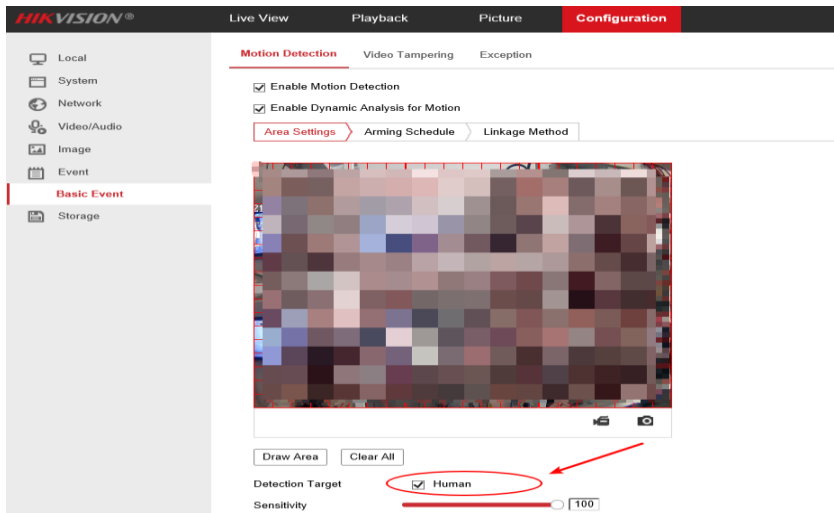 HIKVISION®
Live View Playback Picture Configuration
Local
System
Network
Video/Audio
Image
Event
Basic Event
Storage
Motion Detection Video Tampering Exception
Enable Motion Detection
Enable Dynamic Analysis for Motion
Area Settings Arming Schedule Linkage Method
Draw Area Clear All
Detection Target Human
Sensitivity 100